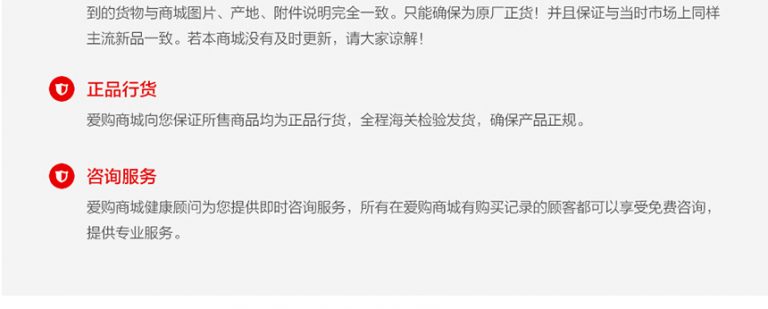 到的货物与商城图片、产地、附件说明完全一致。只能确保为原厂正货！并且保证与当时市场上同样
主流新品一致。若本商城没有及时更新，请大家谅解！
正品行货
爱购商城向您保证所售商品均为正品行货，全程海关检验发货，确保产品正规。
咨询服务
爱购商城健康顾问为您提供即时咨询服务，所有在爱购商城有购买记录的顾客都可以享受免费咨询，
提供专业服务。